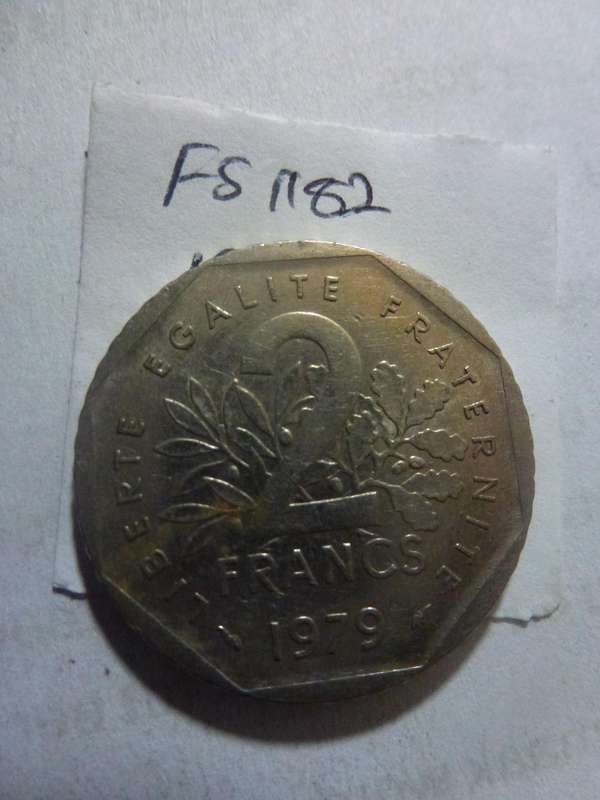 FS 1182
LIBERTE EGALITE FRATERNITE
2
FRANCS
1979